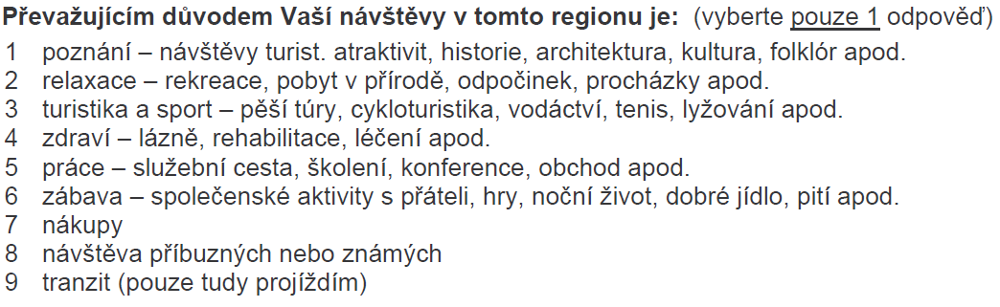 Převažujícím důvodem Vaší návštěvy v tomto regionu je: (vyberte pouze 1 odpověď)
1 poznání – návštěvy turist. atraktivit, historie, architektura, kultura, folklór apod.
2 relaxace – rekreace, pobyt v přírodě, odpočinek, procházky apod.
3 turistika a sport – pěší túry, cykloturistika, vodáctví, tenis, lyžování apod.
4 zdraví – lázně, rehabilitace, léčení apod.
5 práce – služební cesta, školení, konference, obchod apod.
6 zábava – společenské aktivity s přáteli, hry, noční život, dobré jídlo, pití apod.
7 nákupy
8 návštěva příbuzných nebo známých
9 tranzit (pouze tudy projíždím)